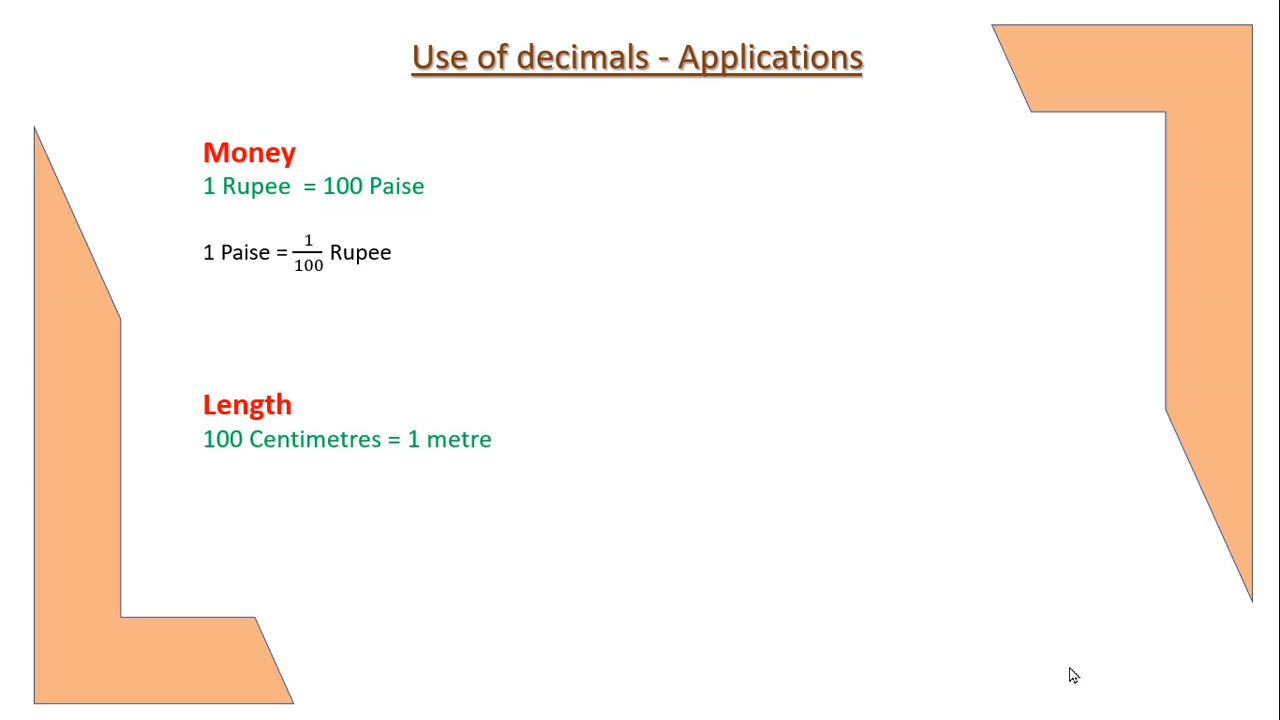 Use of decimals - Applications
Money
1 Rupee = 100 Paise
1 Paise = 1/100 Rupee
Length
100 Centimetres = 1 metre